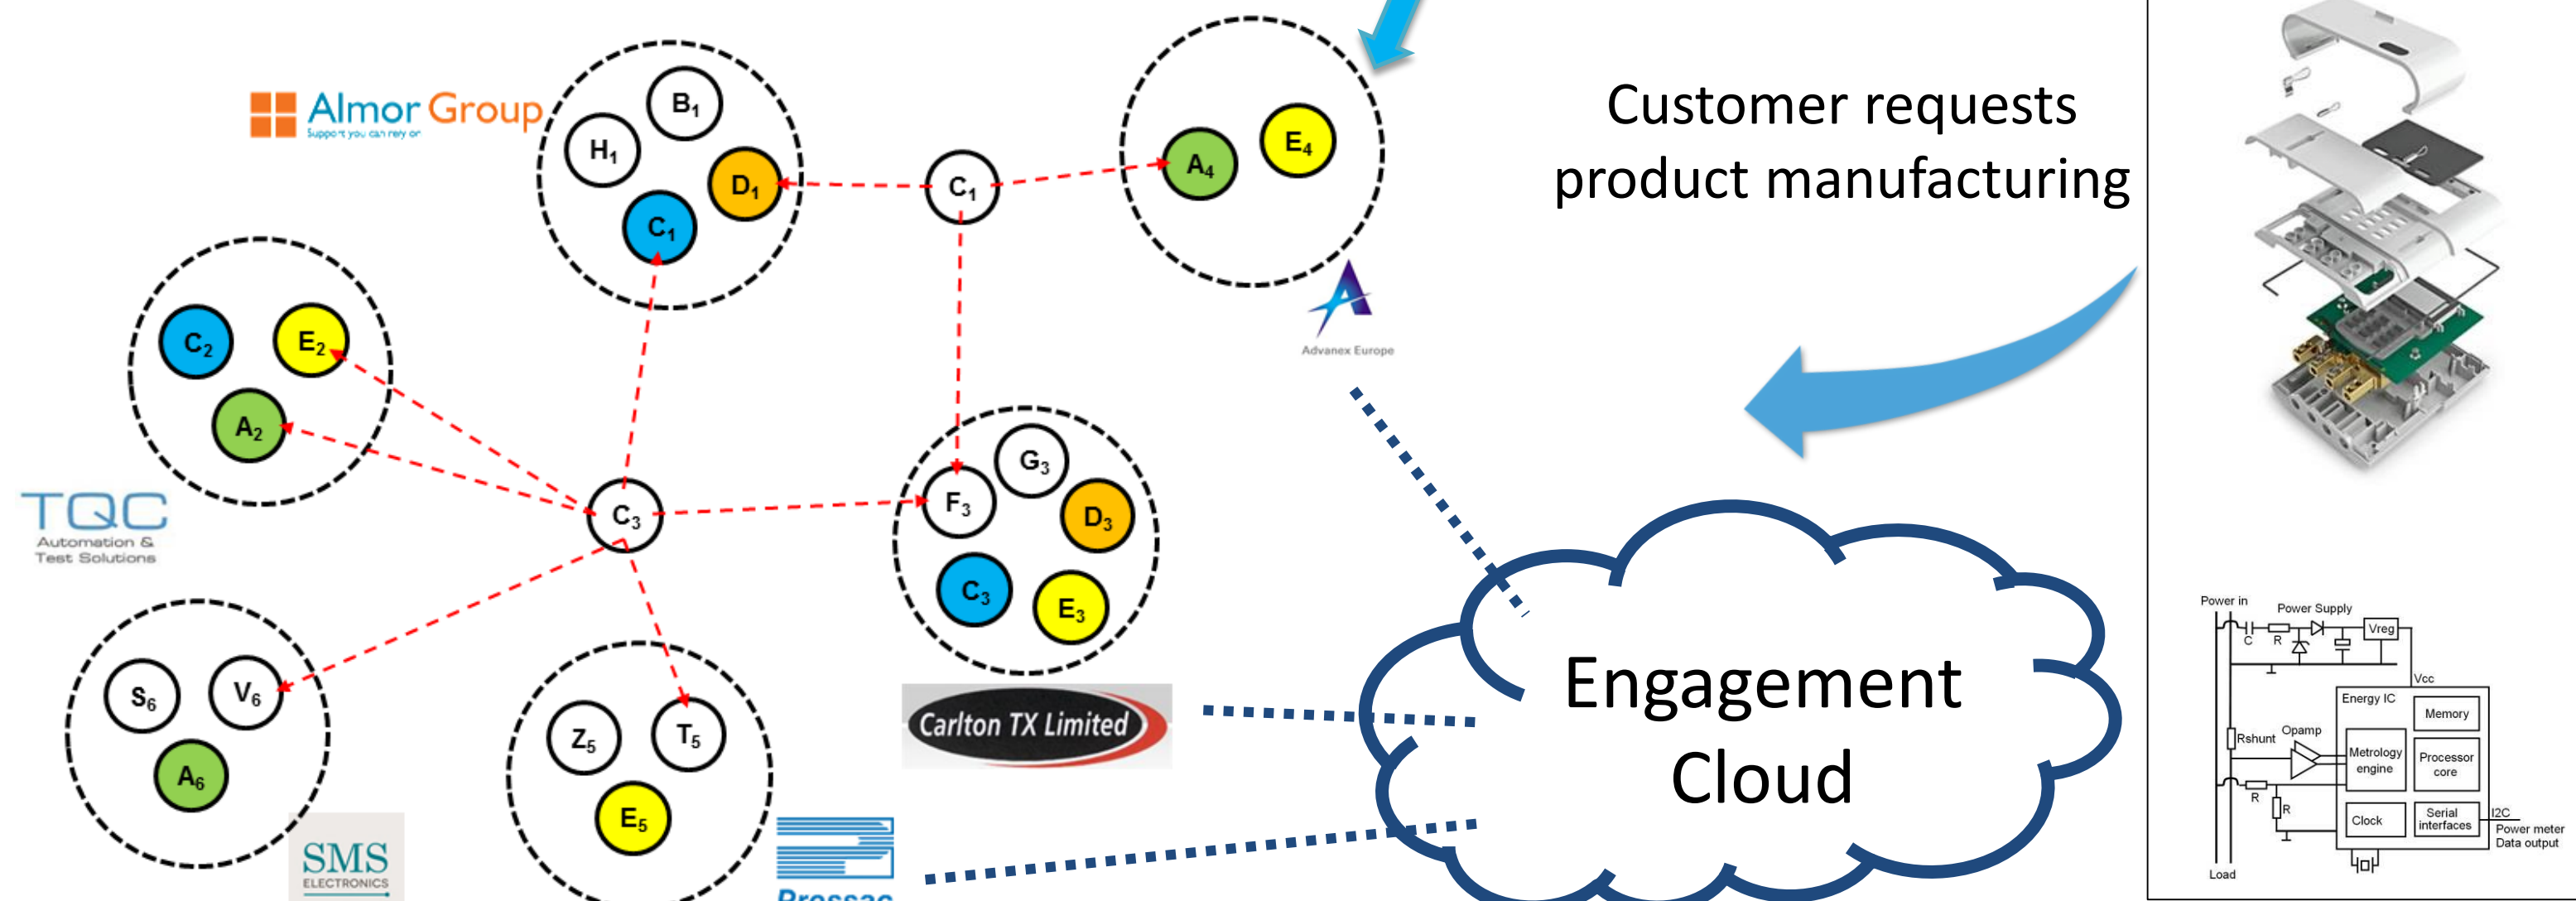 Almor Group
Support you can rely on
B₁
H₁
D₁
C₁
C₁
A₄
E₄
Advanex Europe
Customer requests
product manufacturing
C₂
E₂
A₂
TQC
Automation &
Test Solutions
C₃
G₃
F₃
D₃
C₃
E₃
Carlton TX Limited
S₆
V₆
A₆
SMS
ELECTRONICS
Z₅
T₅
E₅
Pressac
Engagement
Cloud
Power in
Power Supply
C
R
Vreg
Vcc
Energy IC
Memory
Rshunt
Opamp
Metrology
engine
Processor
core
R
R
Clock
Serial
interfaces
I2C
Power meter
Data output
Load